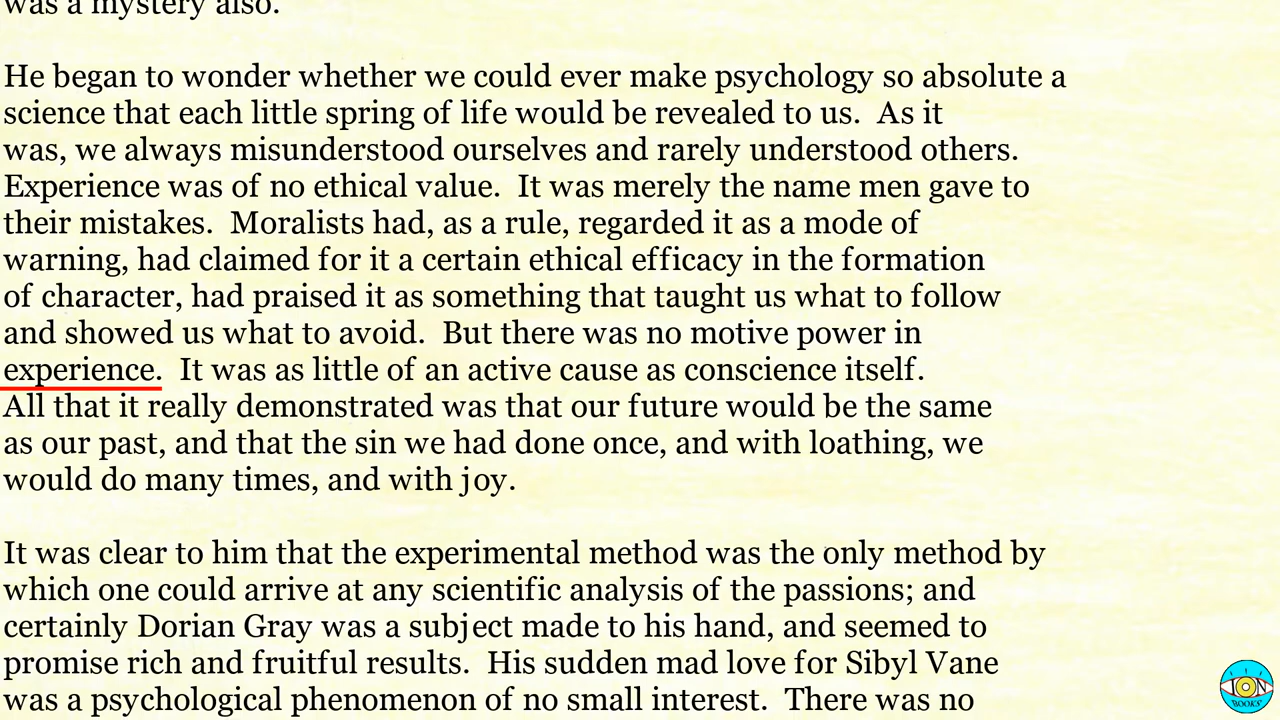 was a mystery also.
He began to wonder whether we could ever make psychology so absolute a
science that each little spring of life would be revealed to us.  As it
was, we always misunderstood ourselves and rarely understood others.
Experience was of no ethical value.  It was merely the name men gave to
their mistakes.  Moralists had, as a rule, regarded it as a mode of
warning, had claimed for it a certain ethical efficacy in the formation
of character, had praised it as something that taught us what to follow
and showed us what to avoid.  But there was no motive power in
experience.  It was as little of an active cause as conscience itself.
All that it really demonstrated was that our future would be the same
as our past, and that the sin we had done once, and with loathing, we
would do many times, and with joy.
It was clear to him that the experimental method was the only method by
which one could arrive at any scientific analysis of the passions; and
certainly Dorian Gray was a subject made to his hand, and seemed to
promise rich and fruitful results.  His sudden mad love for Sibyl Vane
was a psychological phenomenon of no small interest.  There was no
ION
BOOKS